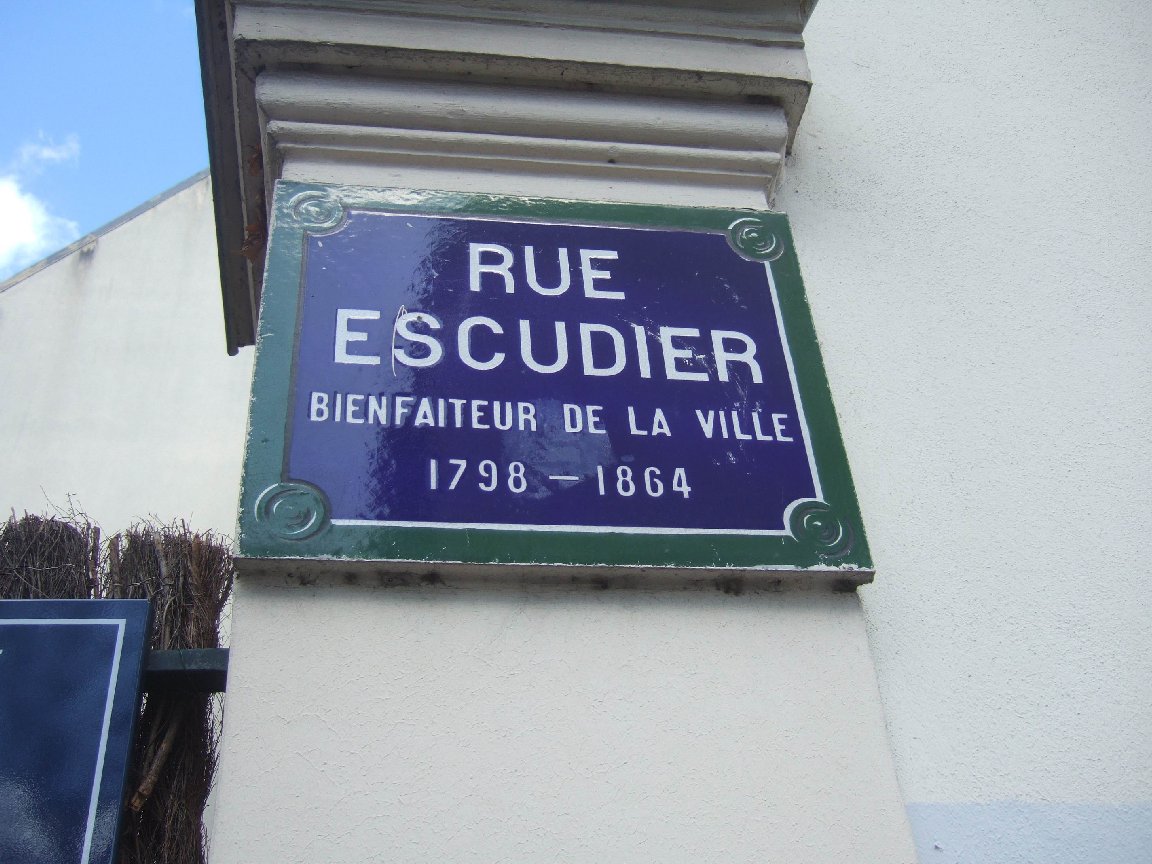 RUE
ESCUDIER
BIENFAITEUR DE LA VILLE
1798 – 1864